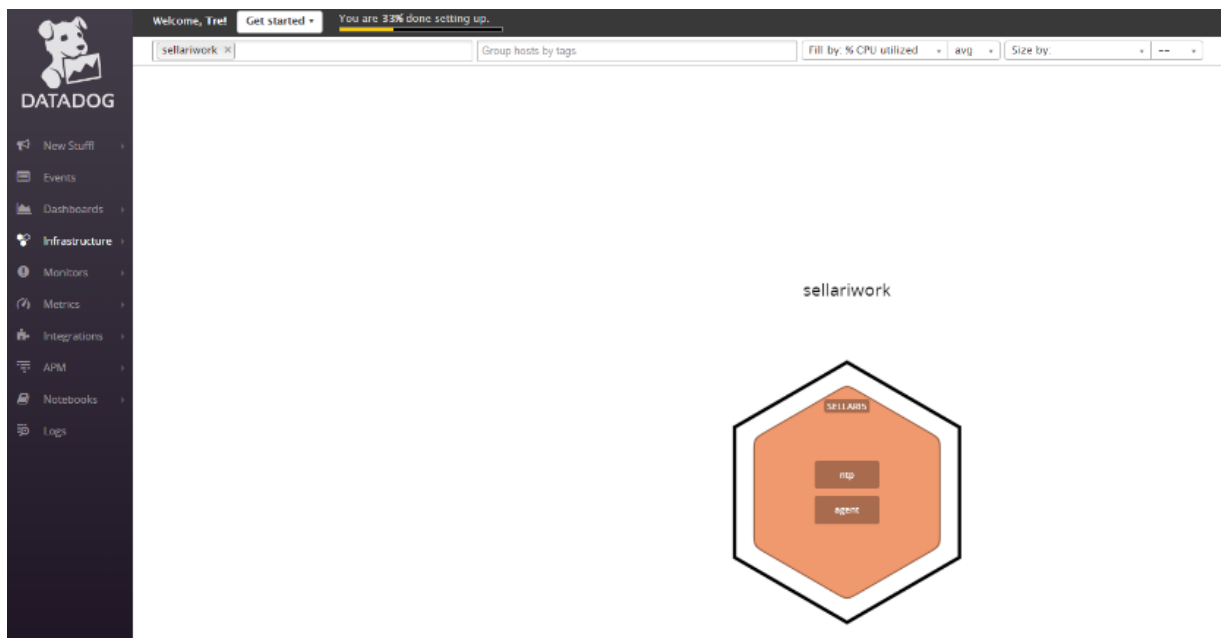 Welcome, Tre! Get started You are 33% done setting up.
sellariwork × Group hosts by tags Fill by: % CPU utilized avg Size by: --
DATADOG
New Stuff!
Events
Dashboards
Infrastructure
Monitors
Metrics
Integrations
APM
Notebooks
Logs
sellariwork
SELLARIS
ntp
agent